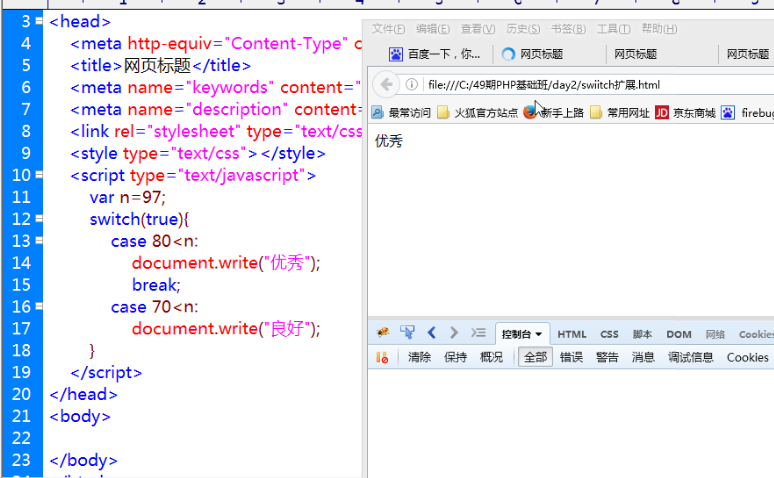 3 <head>
4 <meta http-equiv="Content-Type" c
5 <title>网页标题</title>
6 <meta name="keywords" content="
7 <meta name="description" content=
8 <link rel="stylesheet" type="text/css
9 <style type="text/css"></style>
10 <script type="text/javascript">
11 var n=97;
12 switch(true){
13 case 80<n:
14 document.write("优秀");
15 break;
16 case 70<n:
17 document.write("良好");
18 }
19 </script>
20 </head>
21 <body>
22
23 </body>
文件(F) 编辑(E) 查看(V) 历史(S) 书签(B) 工具(T) 帮助(H)
百度一下，你... 网页标题 网页标题 网页标题
file:///C:/49期PHP基础班/day2/swiitch扩展.html
最常访问 火狐官方站点 新手上路 常用网址 JD 京东商城 firebug
优秀
控制台 HTML CSS 脚本 DOM 网络 Cookies
清除 保持 概况 全部 错误 警告 消息 调试信息 Cookies